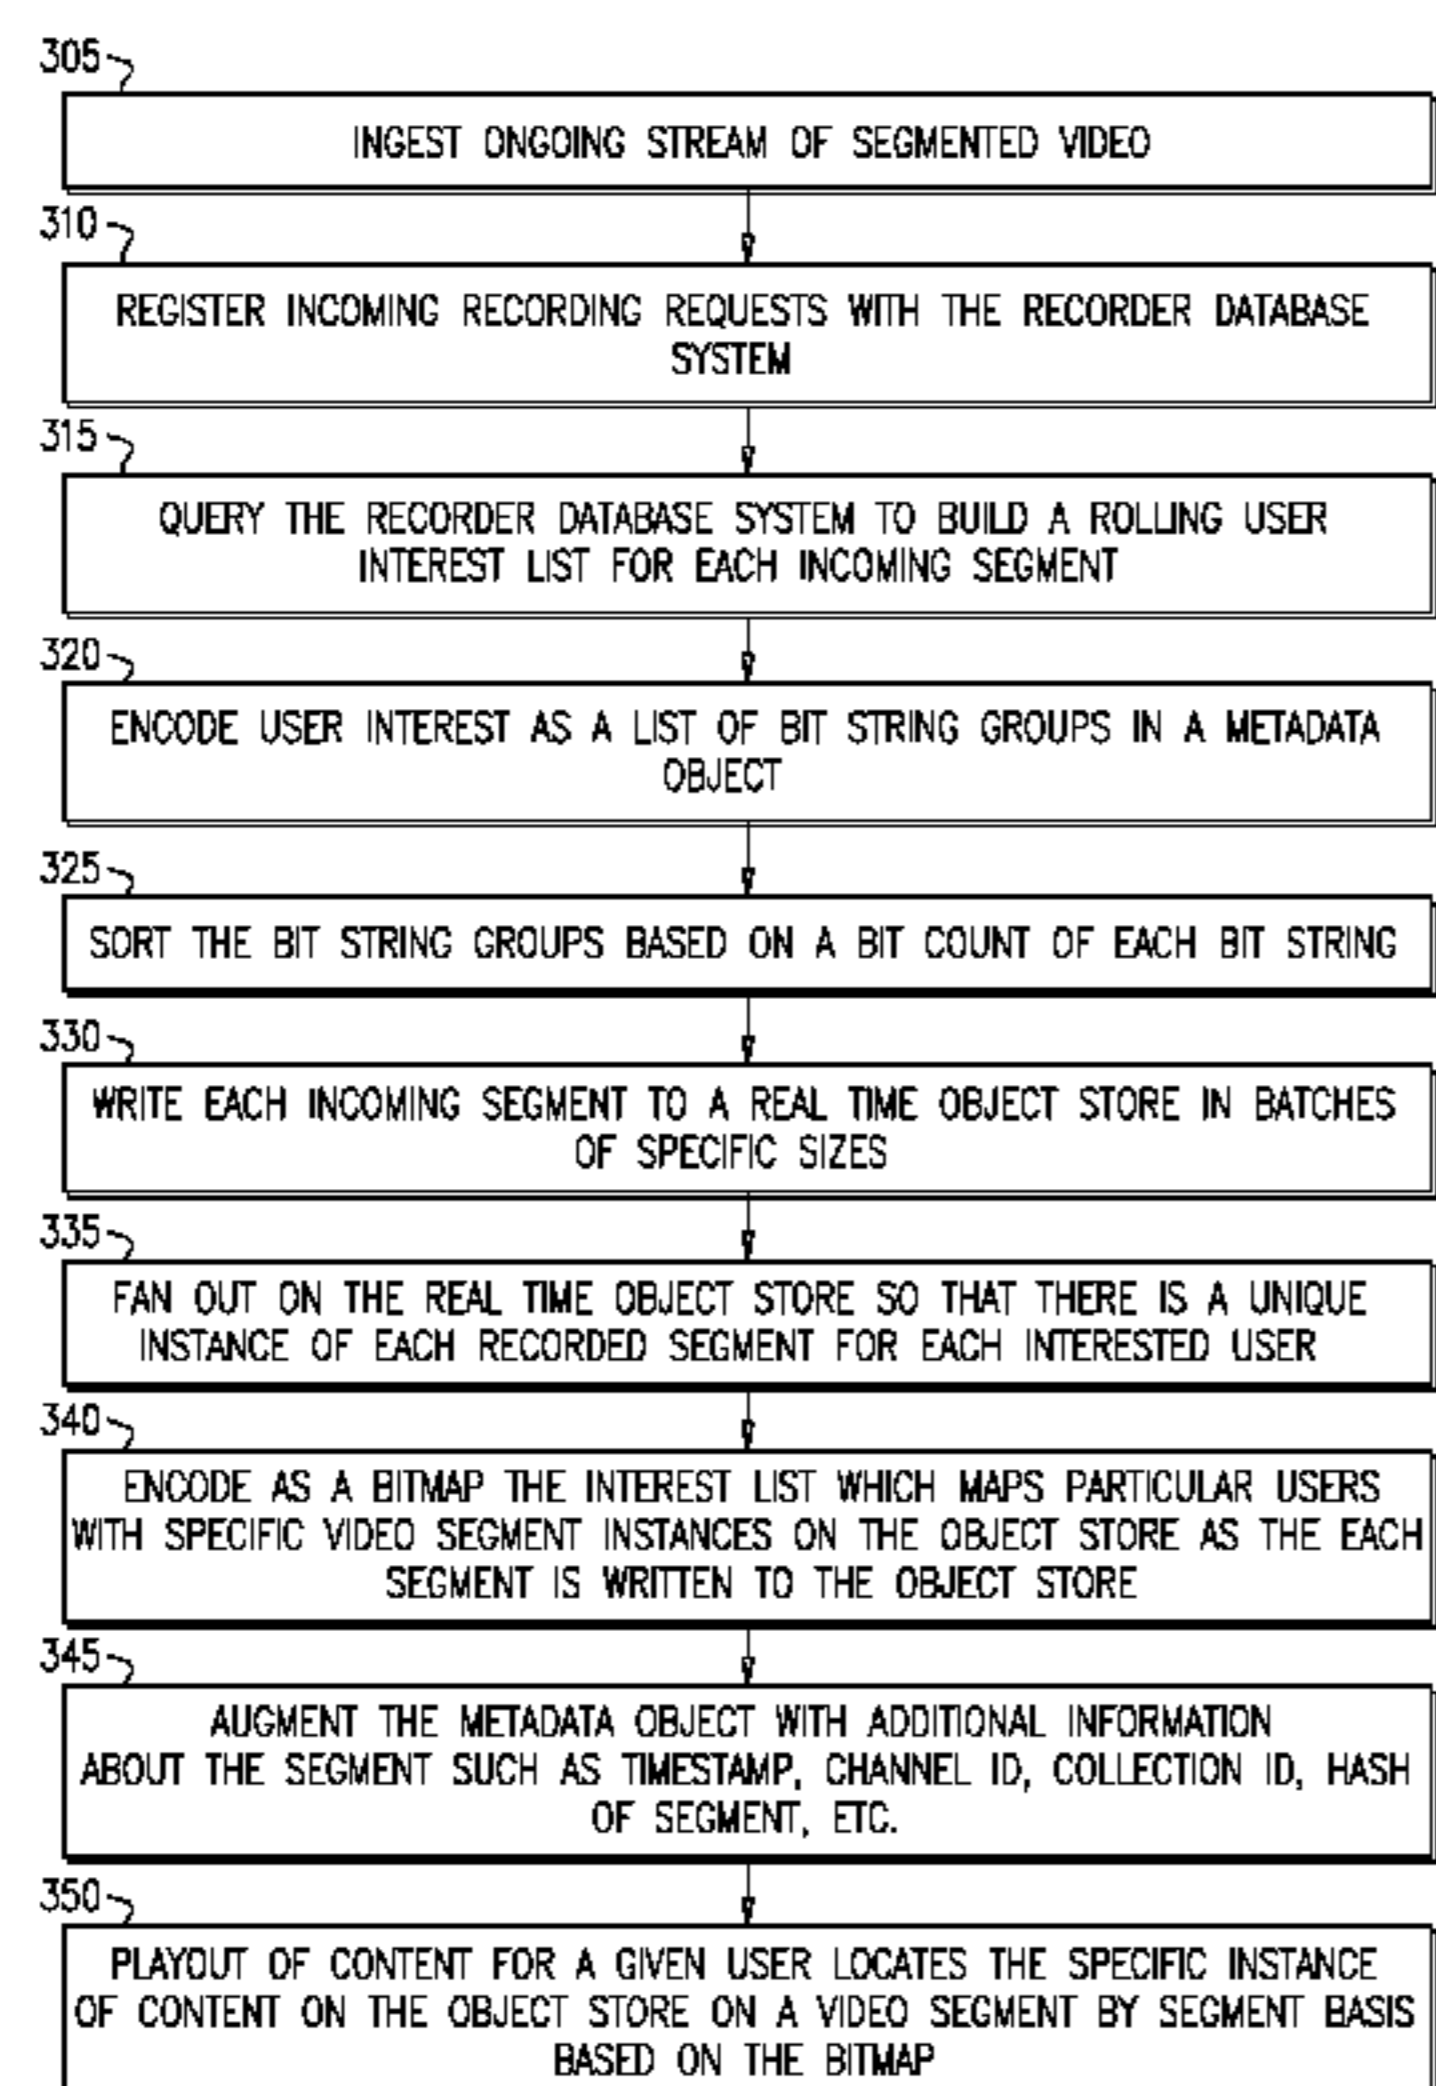 305
INGEST ONGOING STREAM OF SEGMENTED VIDEO
310
REGISTER INCOMING RECORDING REQUESTS WITH THE RECORDER DATABASE
SYSTEM
315
QUERY THE RECORDER DATABASE SYSTEM TO BUILD A ROLLING USER
INTEREST LIST FOR EACH INCOMING SEGMENT
320
ENCODE USER INTEREST AS A LIST OF BIT STRING GROUPS IN A METADATA
OBJECT
325
SORT THE BIT STRING GROUPS BASED ON A BIT COUNT OF EACH BIT STRING
330
WRITE EACH INCOMING SEGMENT TO A REAL TIME OBJECT STORE IN BATCHES
OF SPECIFIC SIZES
335
FAN OUT ON THE REAL TIME OBJECT STORE SO THAT THERE IS A UNIQUE
INSTANCE OF EACH RECORDED SEGMENT FOR EACH INTERESTED USER
340
ENCODE AS A BITMAP THE INTEREST LIST WHICH MAPS PARTICULAR USERS
WITH SPECIFIC VIDEO SEGMENT INSTANCES ON THE OBJECT STORE AS THE EACH
SEGMENT IS WRITTEN TO THE OBJECT STORE
345
AUGMENT THE METADATA OBJECT WITH ADDITIONAL INFORMATION
ABOUT THE SEGMENT SUCH AS TIMESTAMP, CHANNEL ID, COLLECTION ID, HASH
OF SEGMENT, ETC.
350
PLAYOUT OF CONTENT FOR A GIVEN USER LOCATES THE SPECIFIC INSTANCE
OF CONTENT ON THE OBJECT STORE ON A VIDEO SEGMENT BY SEGMENT BASIS
BASED ON THE BITMAP